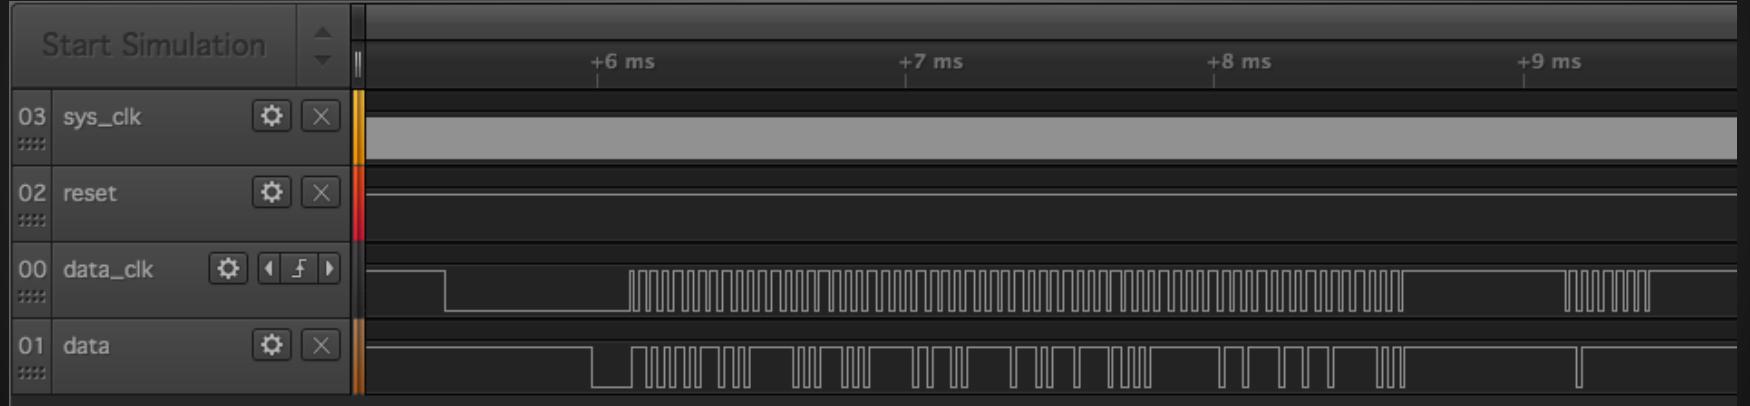 Start Simulation
+6 ms +7 ms +8 ms +9 ms
03 sys_clk
02 reset
00 data_clk
01 data